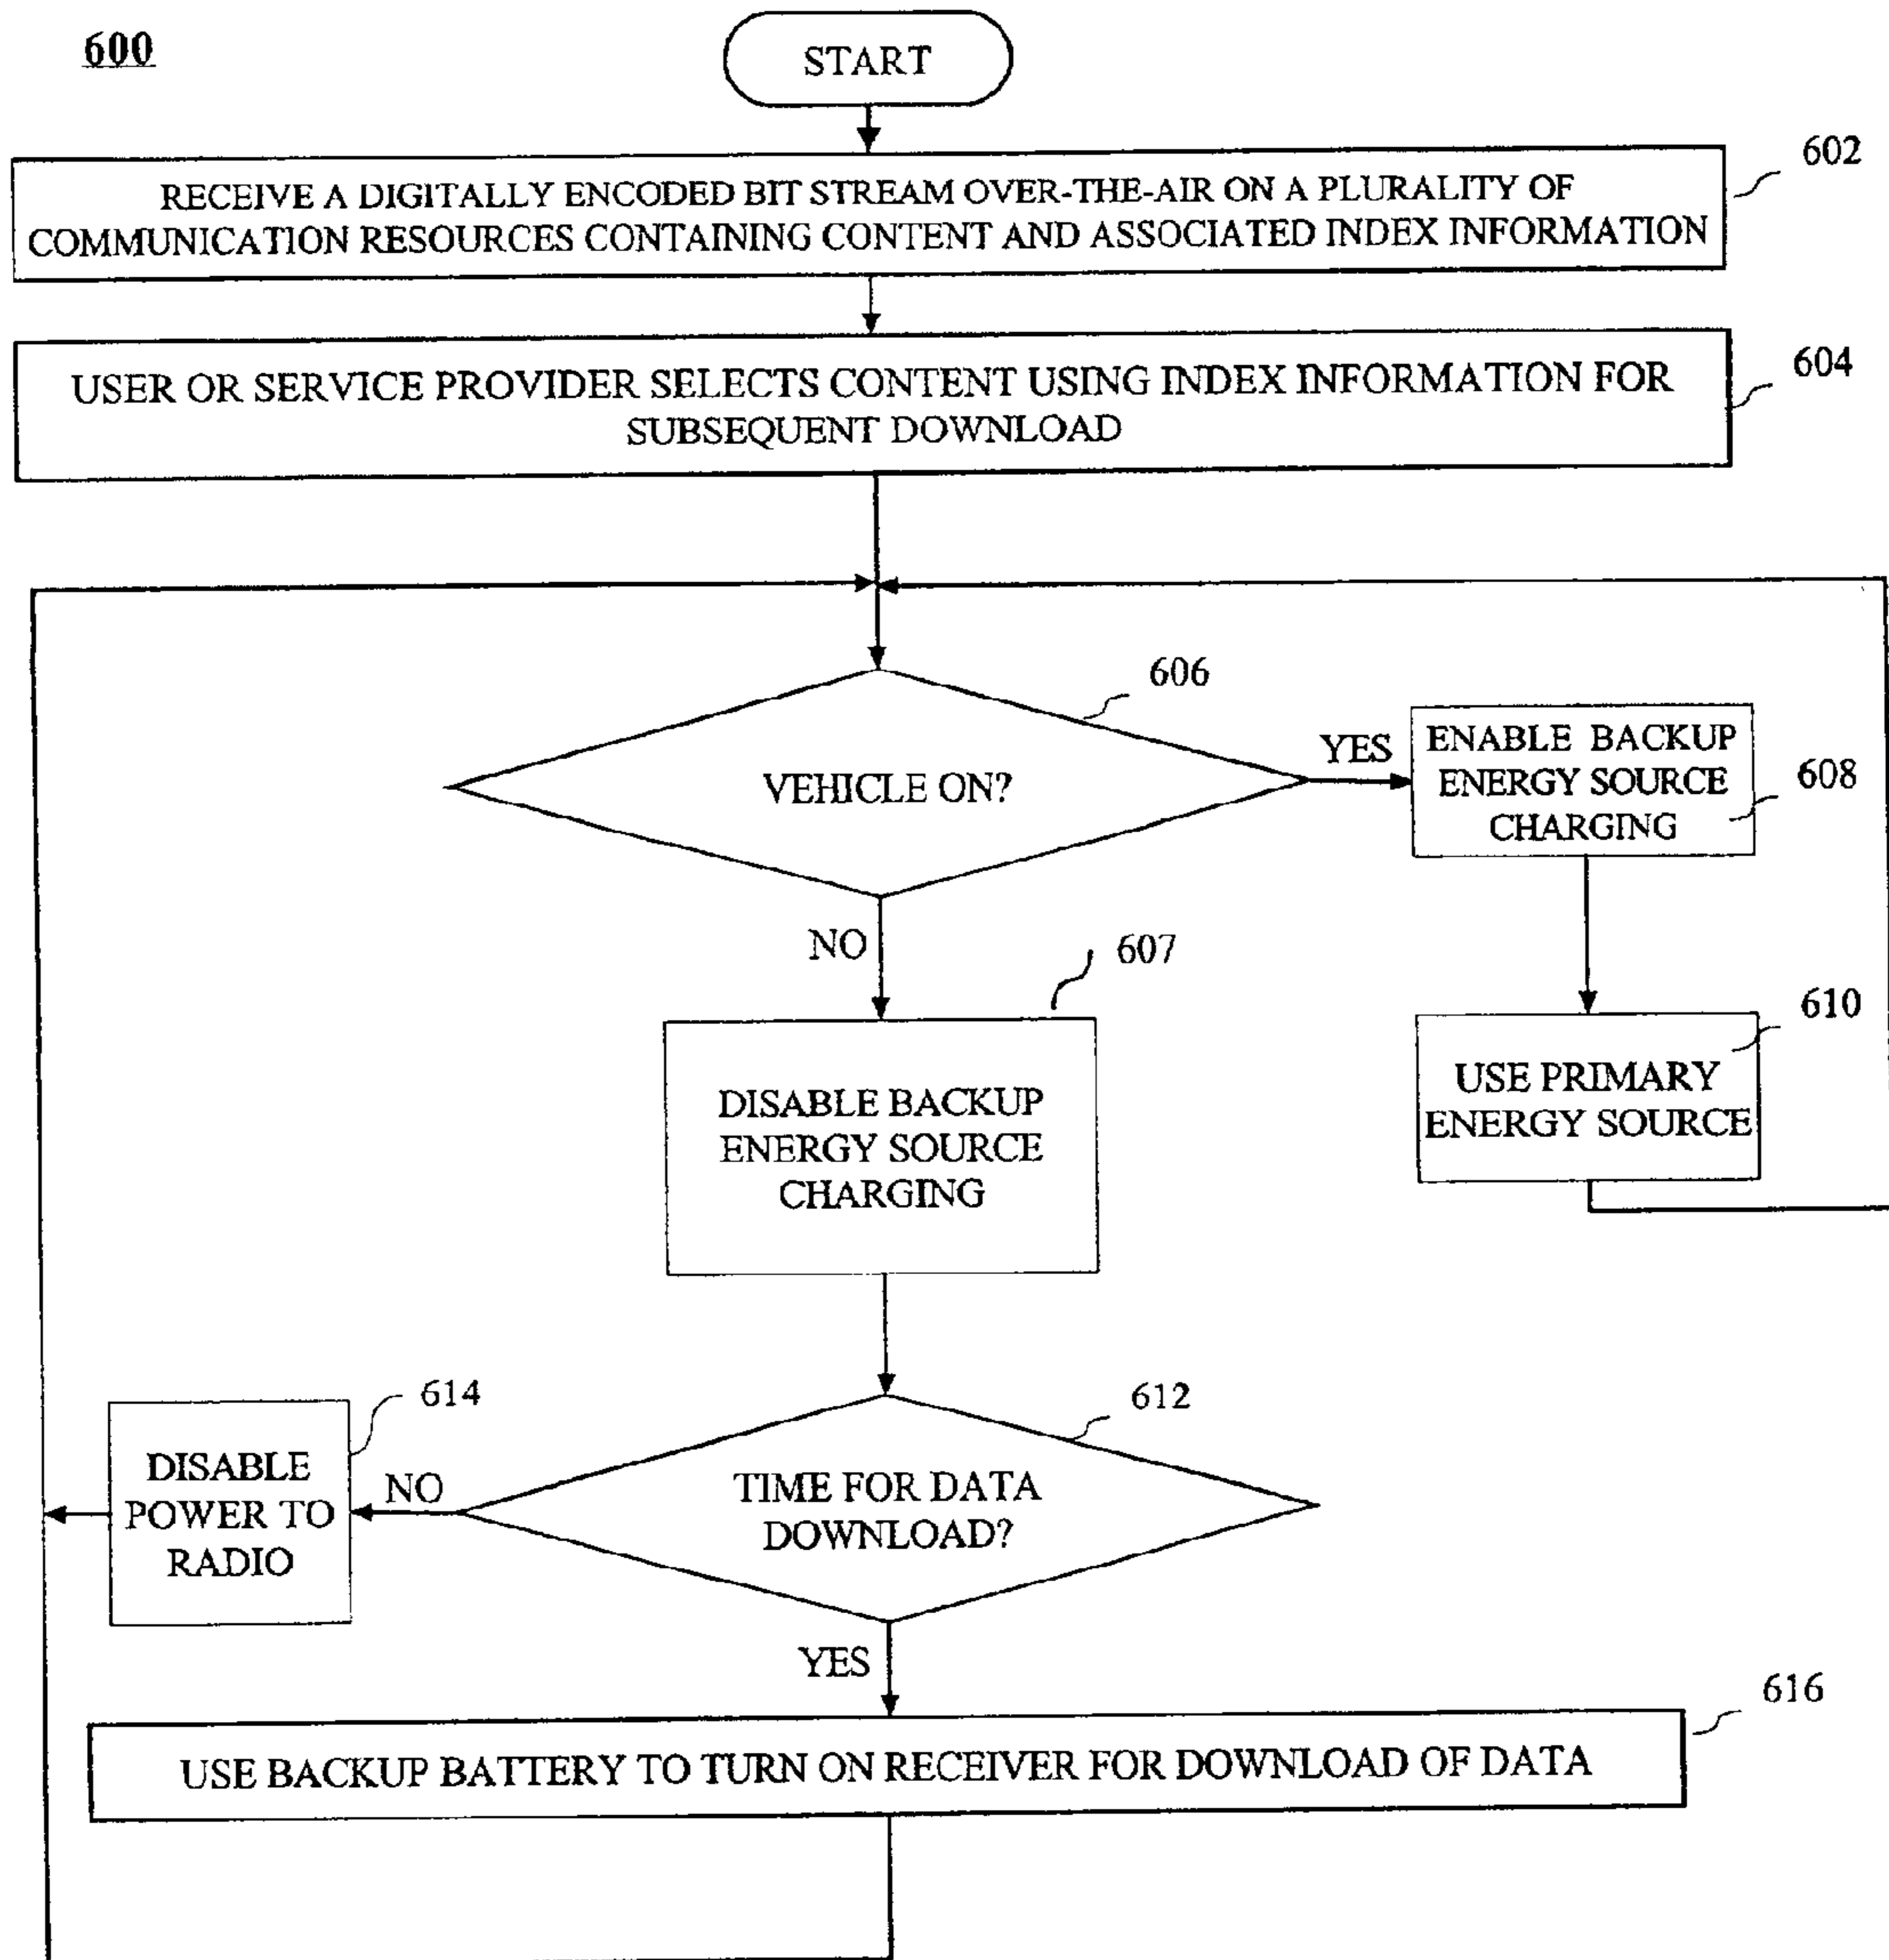 600
START
602
RECEIVE A DIGITALLY ENCODED BIT STREAM OVER-THE-AIR ON A PLURALITY OF
COMMUNICATION RESOURCES CONTAINING CONTENT AND ASSOCIATED INDEX INFORMATION
604
USER OR SERVICE PROVIDER SELECTS CONTENT USING INDEX INFORMATION FOR
SUBSEQUENT DOWNLOAD
606
VEHICLE ON?
YES
ENABLE BACKUP
ENERGY SOURCE
CHARGING
608
NO
607
DISABLE BACKUP
ENERGY SOURCE
CHARGING
610
USE PRIMARY
ENERGY SOURCE
612
TIME FOR DATA
DOWNLOAD?
NO
614
DISABLE
POWER TO
RADIO
YES
616
USE BACKUP BATTERY TO TURN ON RECEIVER FOR DOWNLOAD OF DATA